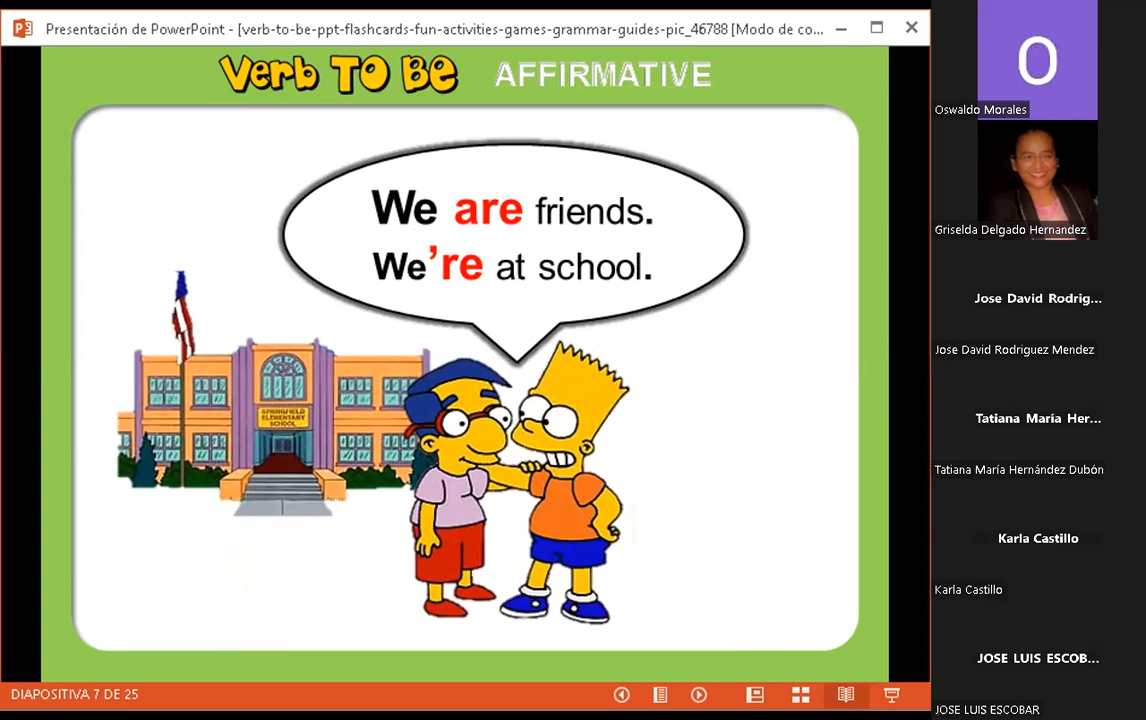 Presentación de PowerPoint - [verb-to-be-ppt-flashcards-fun-activities-games-grammar-guides-pic_46788 [Modo de co...
Verb TO BE AFFIRMATIVE
We are friends.
We're at school.
SPRINGFIELD
ELEMENTARY
SCHOOL
DIAPOSITIVA 7 DE 25
O
Oswaldo Morales
Griselda Delgado Hernandez
Jose David Rodrig...
Jose David Rodriguez Mendez
Tatiana María Her...
Tatiana María Hernández Dubón
Karla Castillo
Karla Castillo
JOSE LUIS ESCOB...
JOSE LUIS ESCOBAR